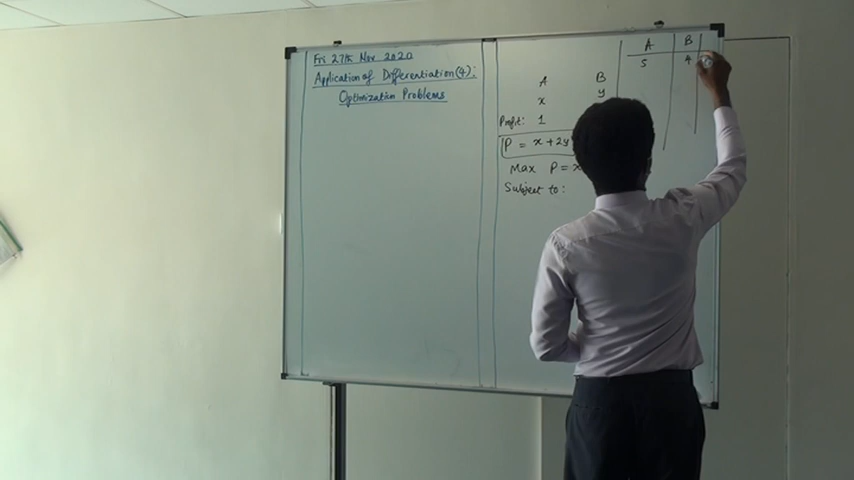 Fri 27th Nov 2020
Application of Differentiation (4):
Optimization Problems
A B
x y
Profit: 1
P = x + 2y
Max P = x
Subject to:
A B
5 4